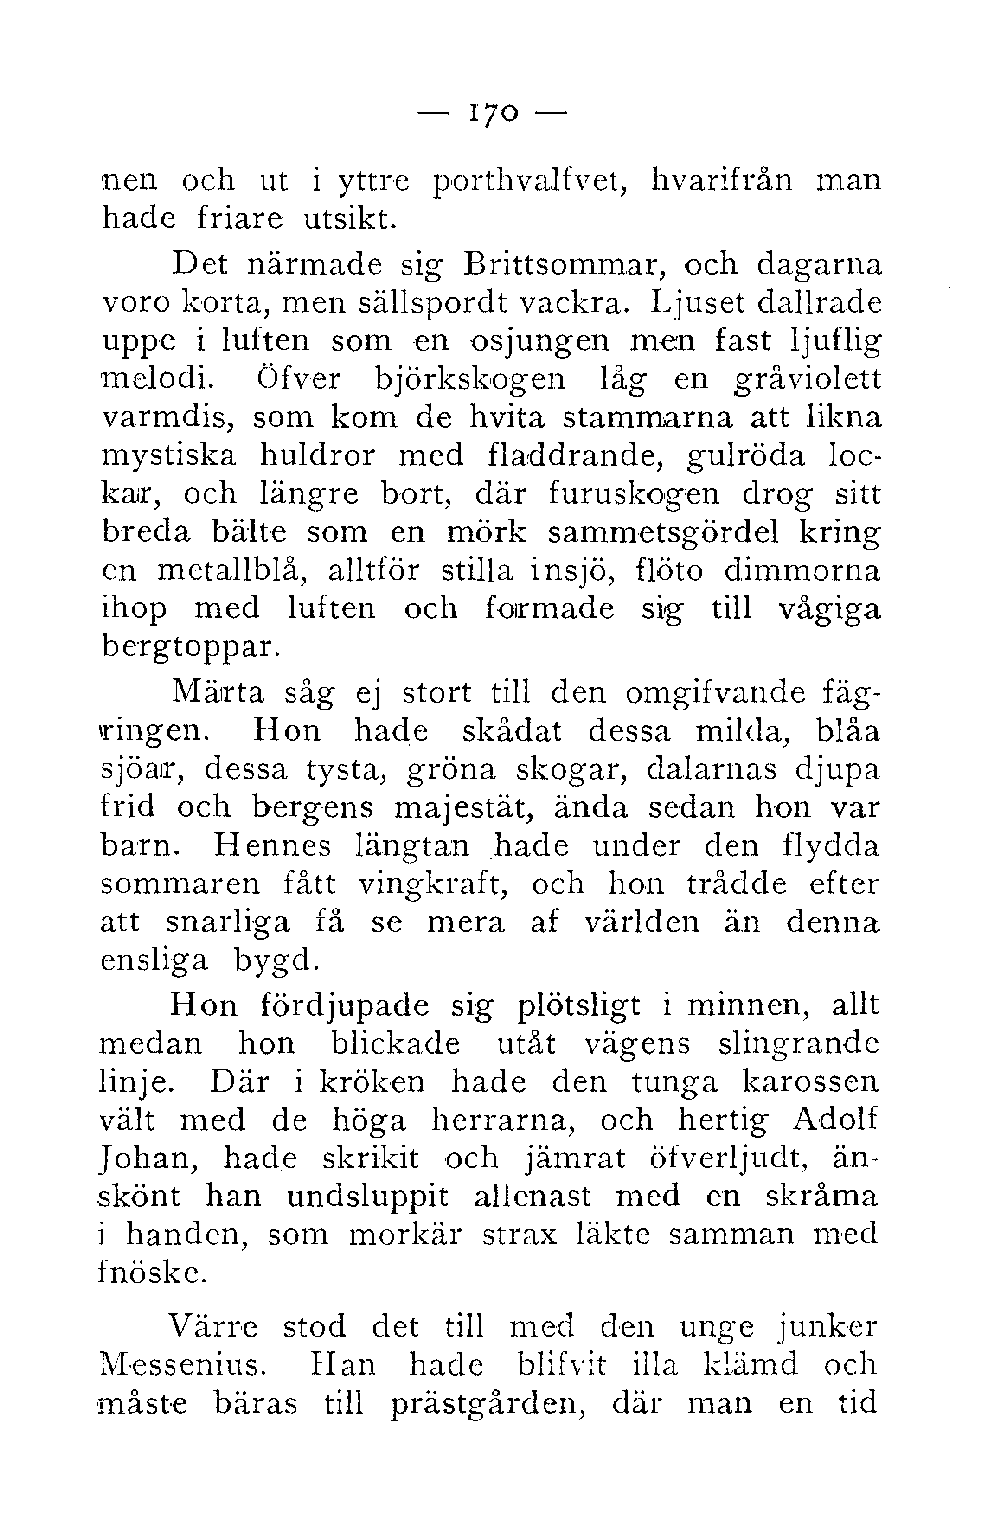 — 170 —
nen och ut i yttre porthvalfvet, hvarifrån man
hade friare utsikt.
Det närmade sig Brittsommar, och dagarna
voro korta, men sällspordt vackra. Ljuset dallrade
uppe i luften som en osjungen men fast ljuflig
melodi. Öfver björkskogen låg en gråviolett
varmdis, som kom de hvita stammarna att likna
mystiska huldror med fladdrande, gulröda loc-
kar, och längre bort, där furuskogen drog sitt
breda bälte som en mörk sammetsgördel kring
en metallblå, alltför stilla insjö, flöto dimmorna
ihop med luften och formade sig till vågiga
bergtoppar.
Märta såg ej stort till den omgifvande fäg-
ringen. Hon hade skådat dessa milda, blåa
sjöar, dessa tysta, gröna skogar, dalarnas djupa
frid och bergens majestät, ända sedan hon var
barn. Hennes längtan hade under den flydda
sommaren fått vingkraft, och hon trådde efter
att snarliga få se mera af världen än denna
ensliga bygd.
Hon fördjupade sig plötsligt i minnen, allt
medan hon blickade utåt vägens slingrande
linje. Där i kröken hade den tunga karossen
vält med de höga herrarna, och hertig Adolf
Johan, hade skrikit och jämrat öfverljudt, än-
skönt han undsluppit allenast med en skråma
i handen, som morkär strax läkte samman med
fnöske.
Värre stod det till med den unge junker
Messenius. Han hade blifvit illa klämd och
måste bäras till prästgården, där man en tid